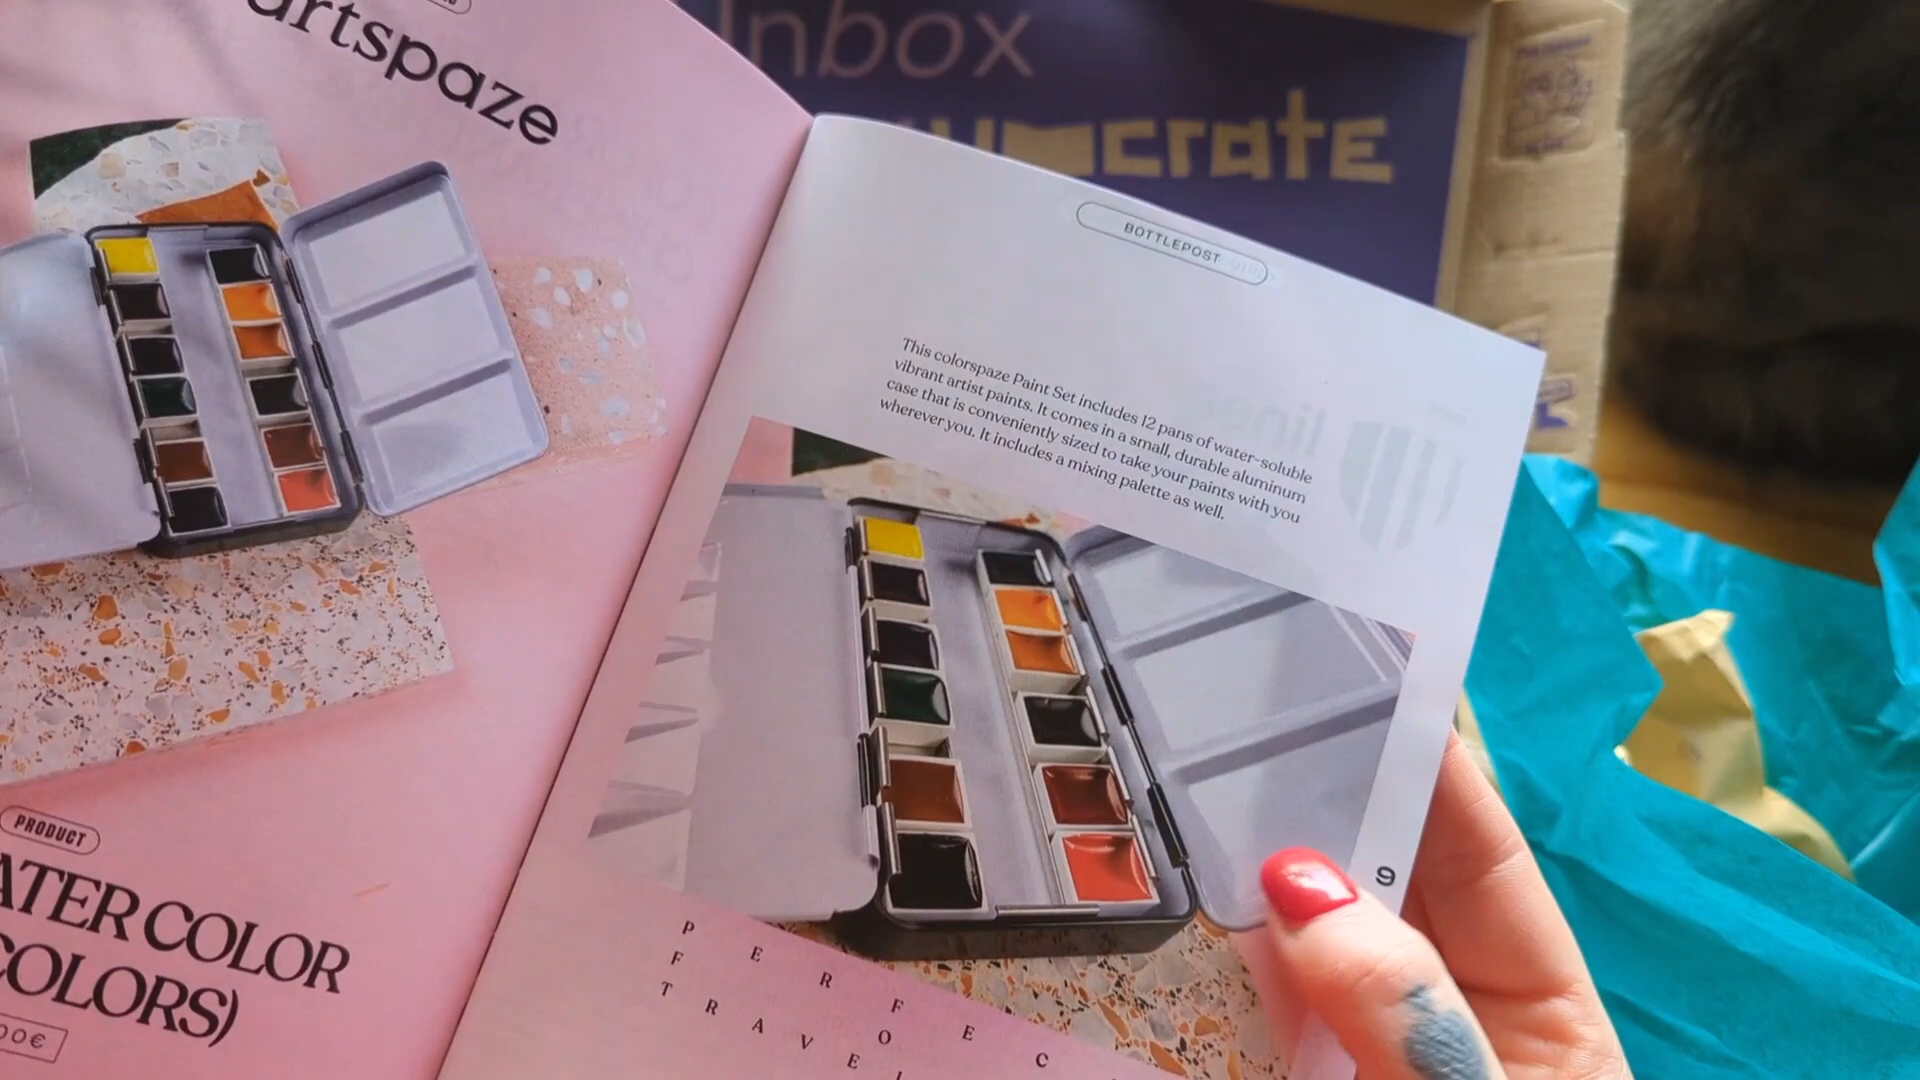 artspaze
PRODUCT
COLOR
COLORS)
Inbox
crate
BOTTLEPOST
This colorspaze Paint Set includes 12 pans of water-soluble
vibrant artist paints. It comes in a small, durable aluminum
case that is conveniently sized to take your paints with you
wherever you. It includes a mixing palette as well.
9
P E R F E C
F O
T R A V E L